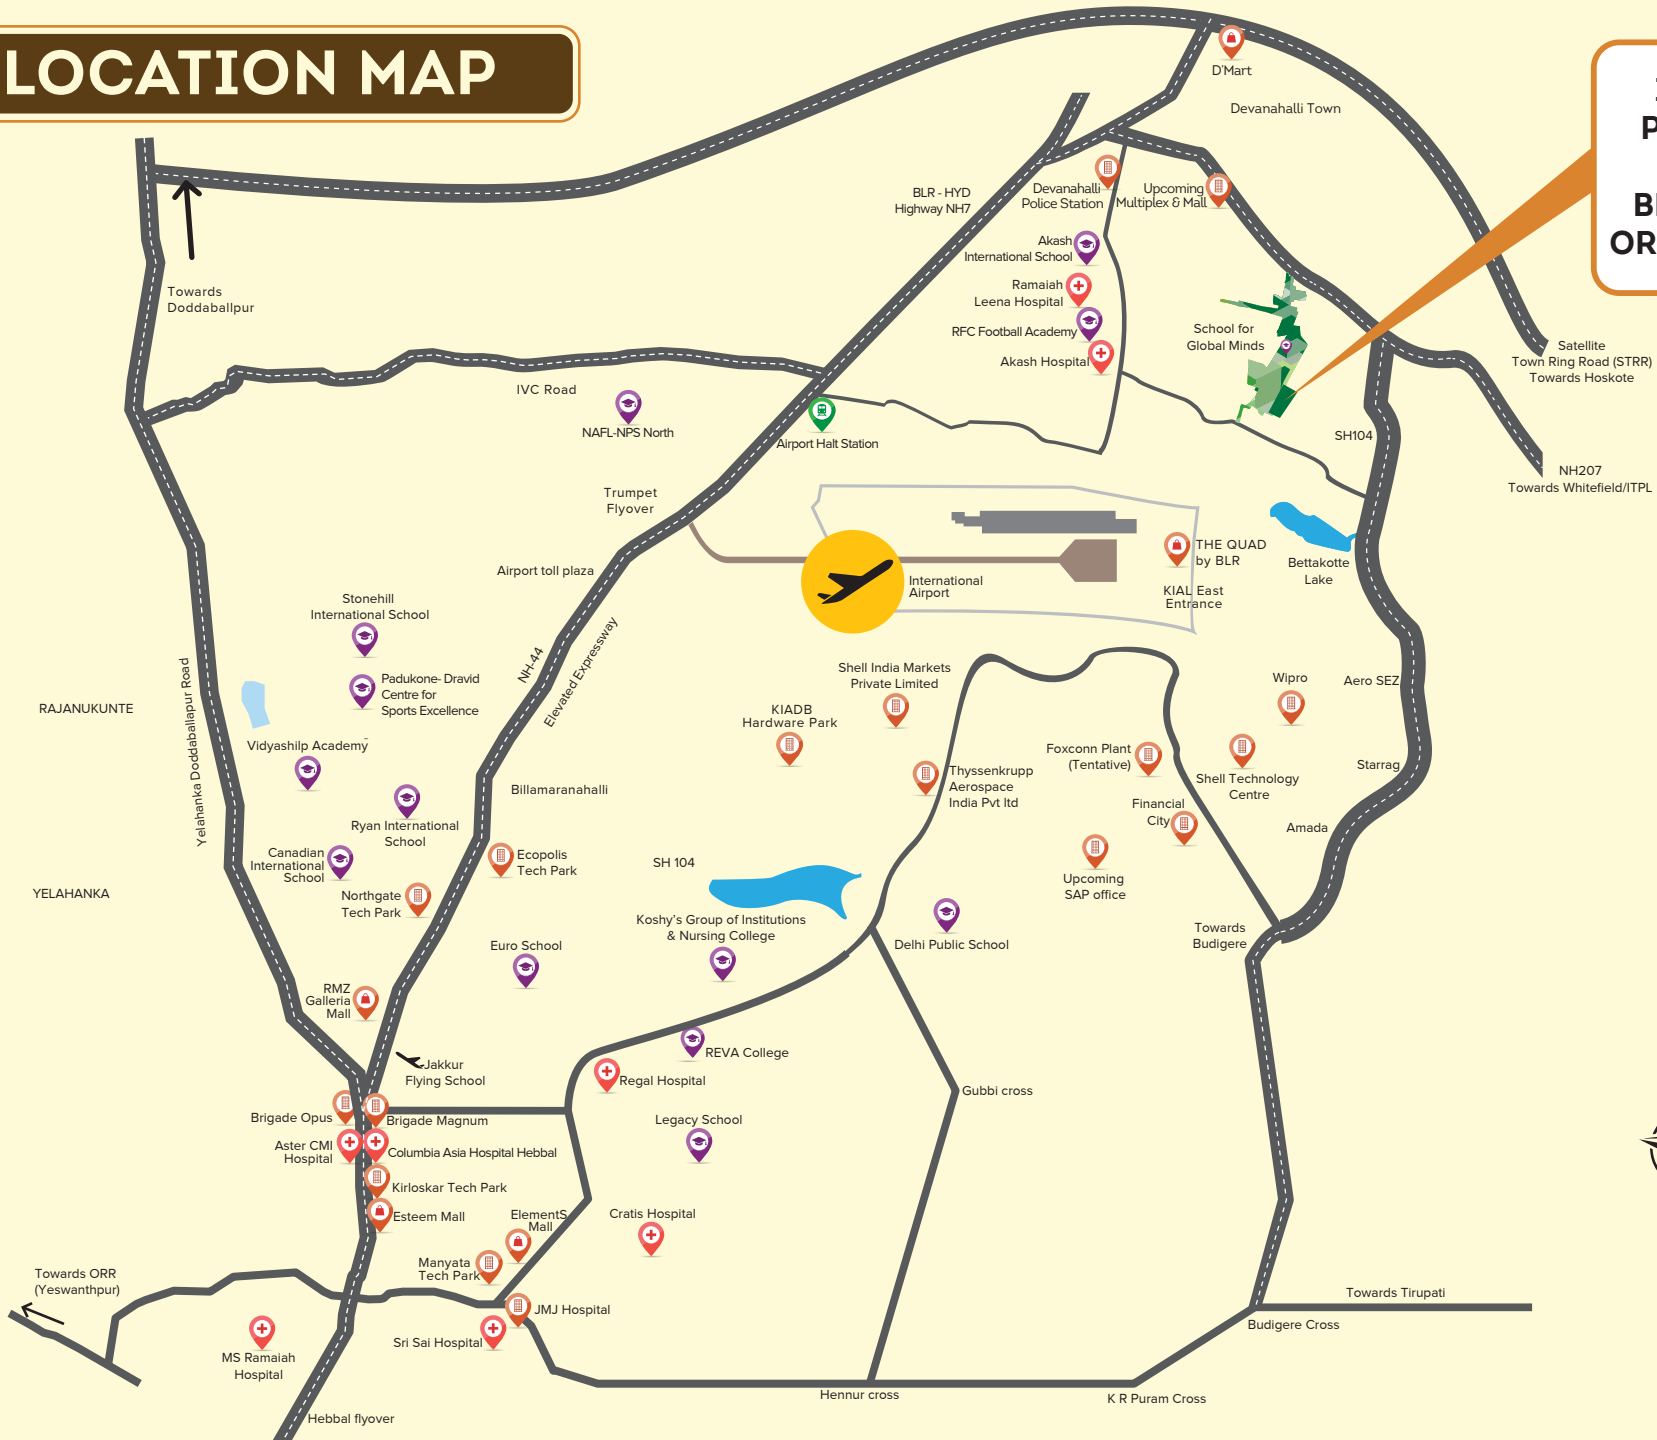 LOCATION MAP
D'Mart
Devanahalli Town
BLR - HYD
Highway NH7
Devanahalli
Police Station
Upcoming
Multiplex & Mall
OR
Akash
International School
Ramaiah
Leena Hospital
RFC Football Academy
Akash Hospital
School for
Global Minds
Satellite
Town Ring Road (STRR)
Towards Hoskote
Towards
Doddaballpur
IVC Road
NAFL-NPS North
Airport Halt Station
SH104
NH207
Towards Whitefield/ITPL
Trumpet
Flyover
Airport toll plaza
International
Airport
THE QUAD
by BLR
KIAL East
Entrance
Bettakotte
Lake
Stonehill
International School
NH-44
Elevated Expressway
Padukone- Dravid
Centre for
Sports Excellence
RAJANUKUNTE
Yelahanka Doddaballapur Road
Vidyashilp Academy
Shell India Markets
Private Limited
KIADB
Hardware Park
Wipro
Aero SEZ
Foxconn Plant
(Tentative)
Thyssenkrupp
Aerospace
India Pvt ltd
Shell Technology
Centre
Starrag
Financial
City
Amada
Billamaranahalli
Ryan International
School
Canadian
International
School
Ecopolis
Tech Park
SH 104
Upcoming
SAP office
YELAHANKA
Northgate
Tech Park
Koshy's Group of Institutions
& Nursing College
Euro School
Delhi Public School
Towards
Budigere
RMZ
Galleria
Mall
Jakkur
Flying School
REVA College
Regal Hospital
Gubbi cross
Brigade Opus
Brigade Magnum
Legacy School
Aster CMI
Hospital
Columbia Asia Hospital Hebbal
Kirloskar Tech Park
Esteem Mall
ElementS
Mall
Cratis Hospital
Manyata
Tech Park
Towards ORR
(Yeswanthpur)
JMJ Hospital
Sri Sai Hospital
MS Ramaiah
Hospital
Towards Tirupati
Budigere Cross
Hennur cross
K R Puram Cross
Hebbal flyover